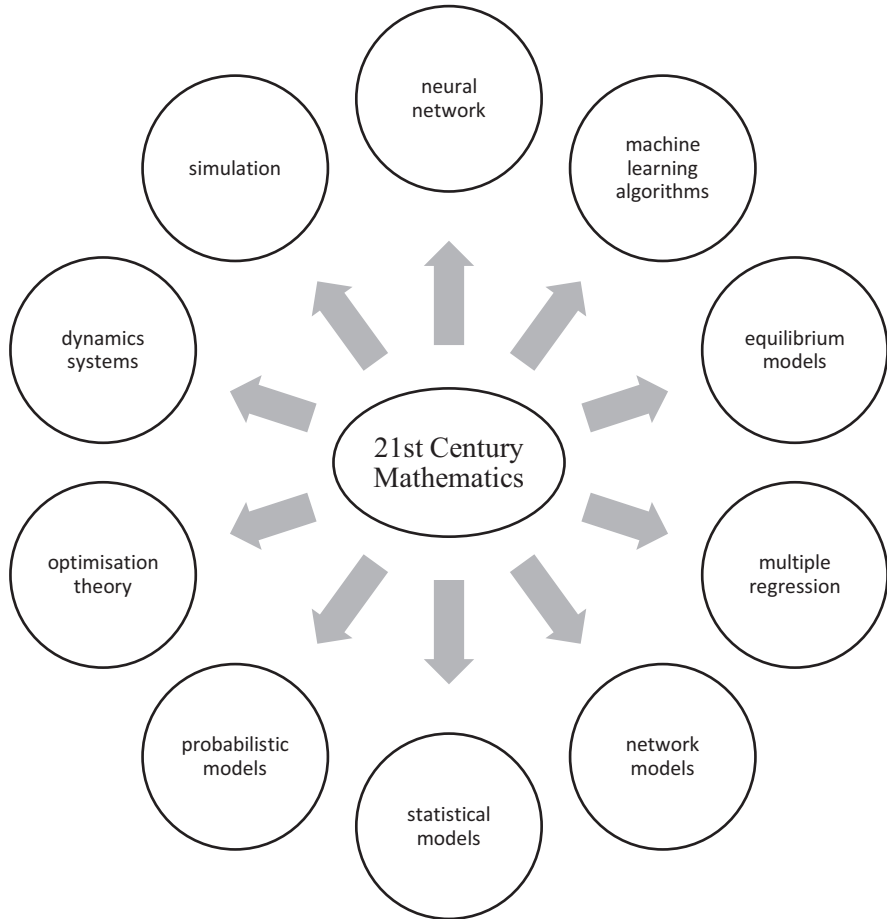 neural
network
machine
learning
algorithms
equilibrium
models
multiple
regression
network
models
statistical
models
probabilistic
models
optimisation
theory
dynamics
systems
simulation
21st Century
Mathematics